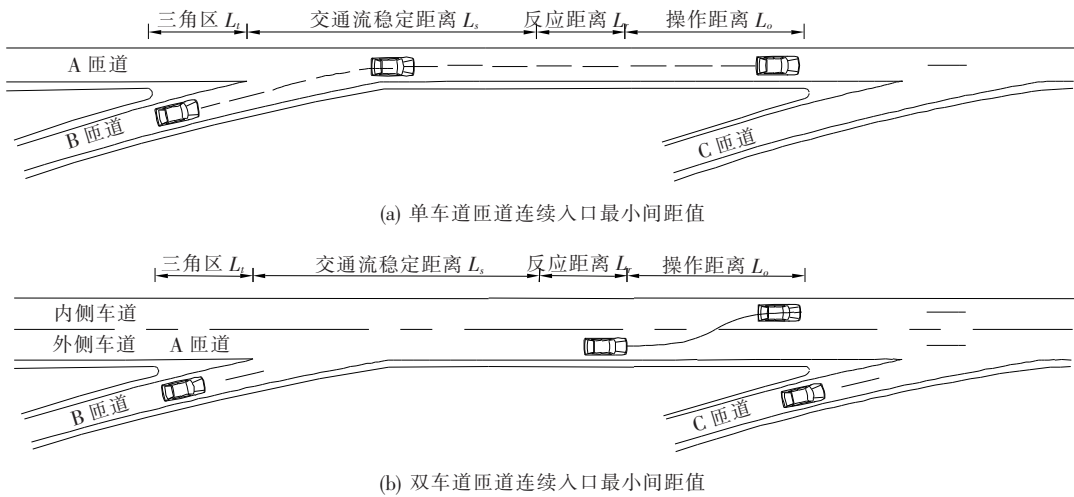 三角区 Lt 交通流稳定距离 Ls 反应距离 Lr 操作距离 Lo
A 匝道
B 匝道
C 匝道
(a) 单车道匝道连续入口最小间距值
三角区 Lt 交通流稳定距离 Ls 反应距离 Lr 操作距离 Lo
内侧车道
外侧车道 A 匝道
B 匝道
C 匝道
(b) 双车道匝道连续入口最小间距值